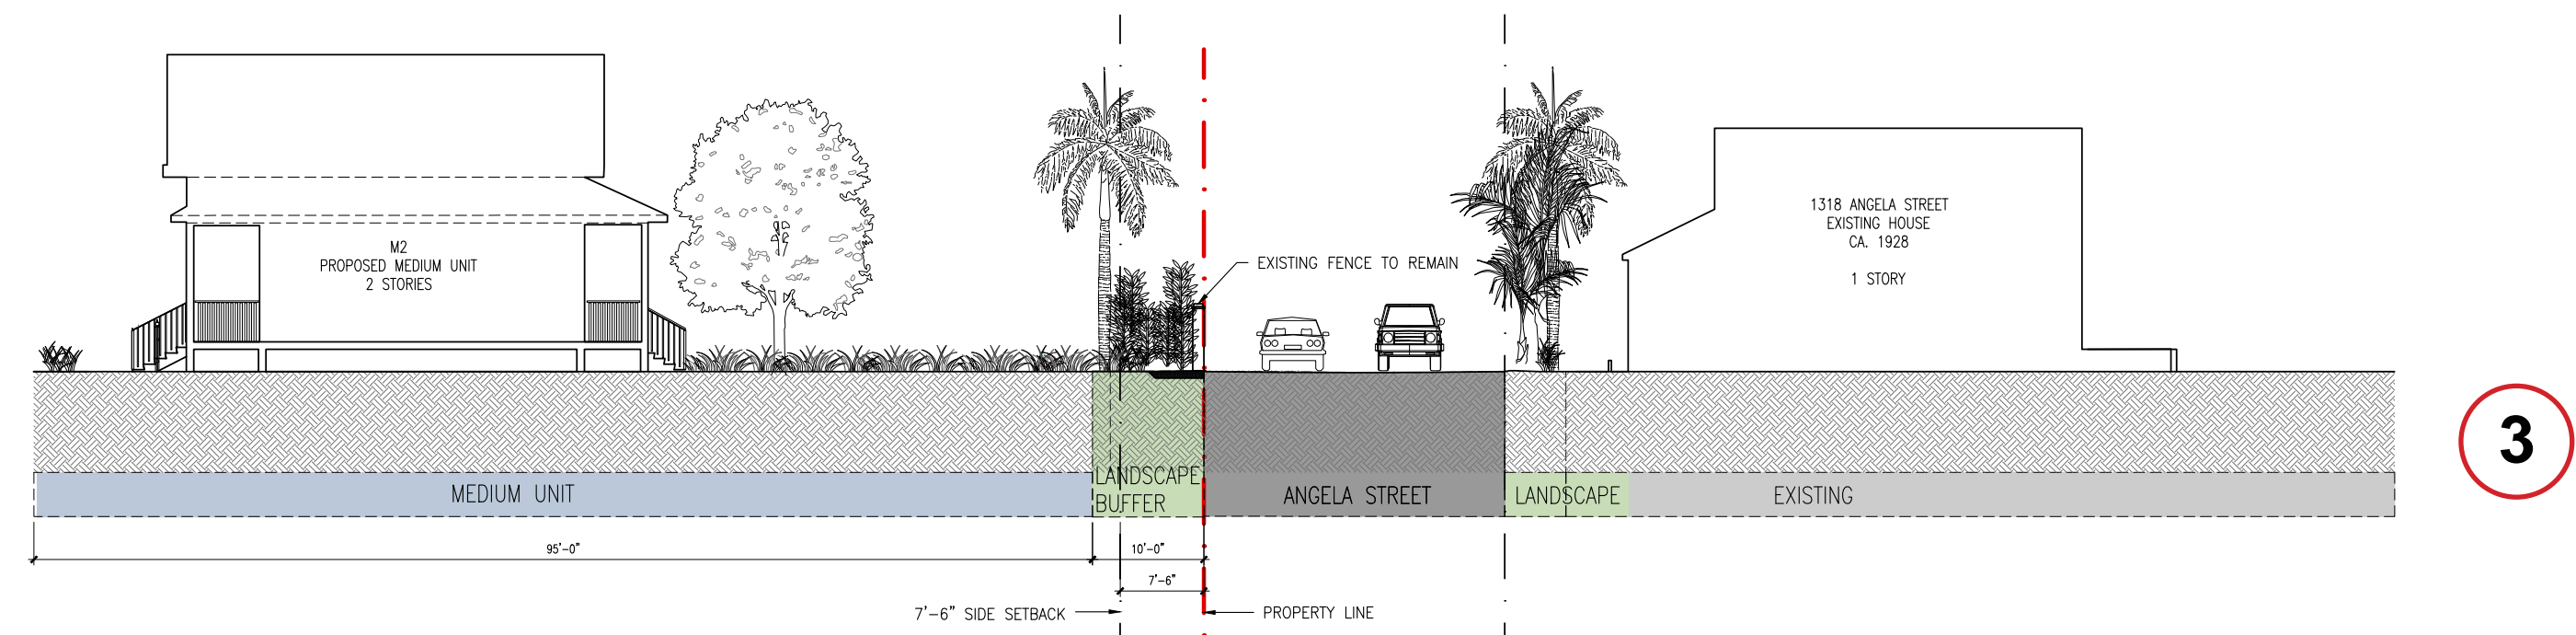 M2
PROPOSED MEDIUM UNIT
2 STORIES
EXISTING FENCE TO REMAIN
1318 ANGELA STREET
EXISTING HOUSE
CA. 1928
1 STORY
3
MEDIUM UNIT
LANDSCAPE
BUFFER
ANGELA STREET
LANDSCAPE
EXISTING
95'-0"
10'-0"
7'-6"
7'-6" SIDE SETBACK
PROPERTY LINE